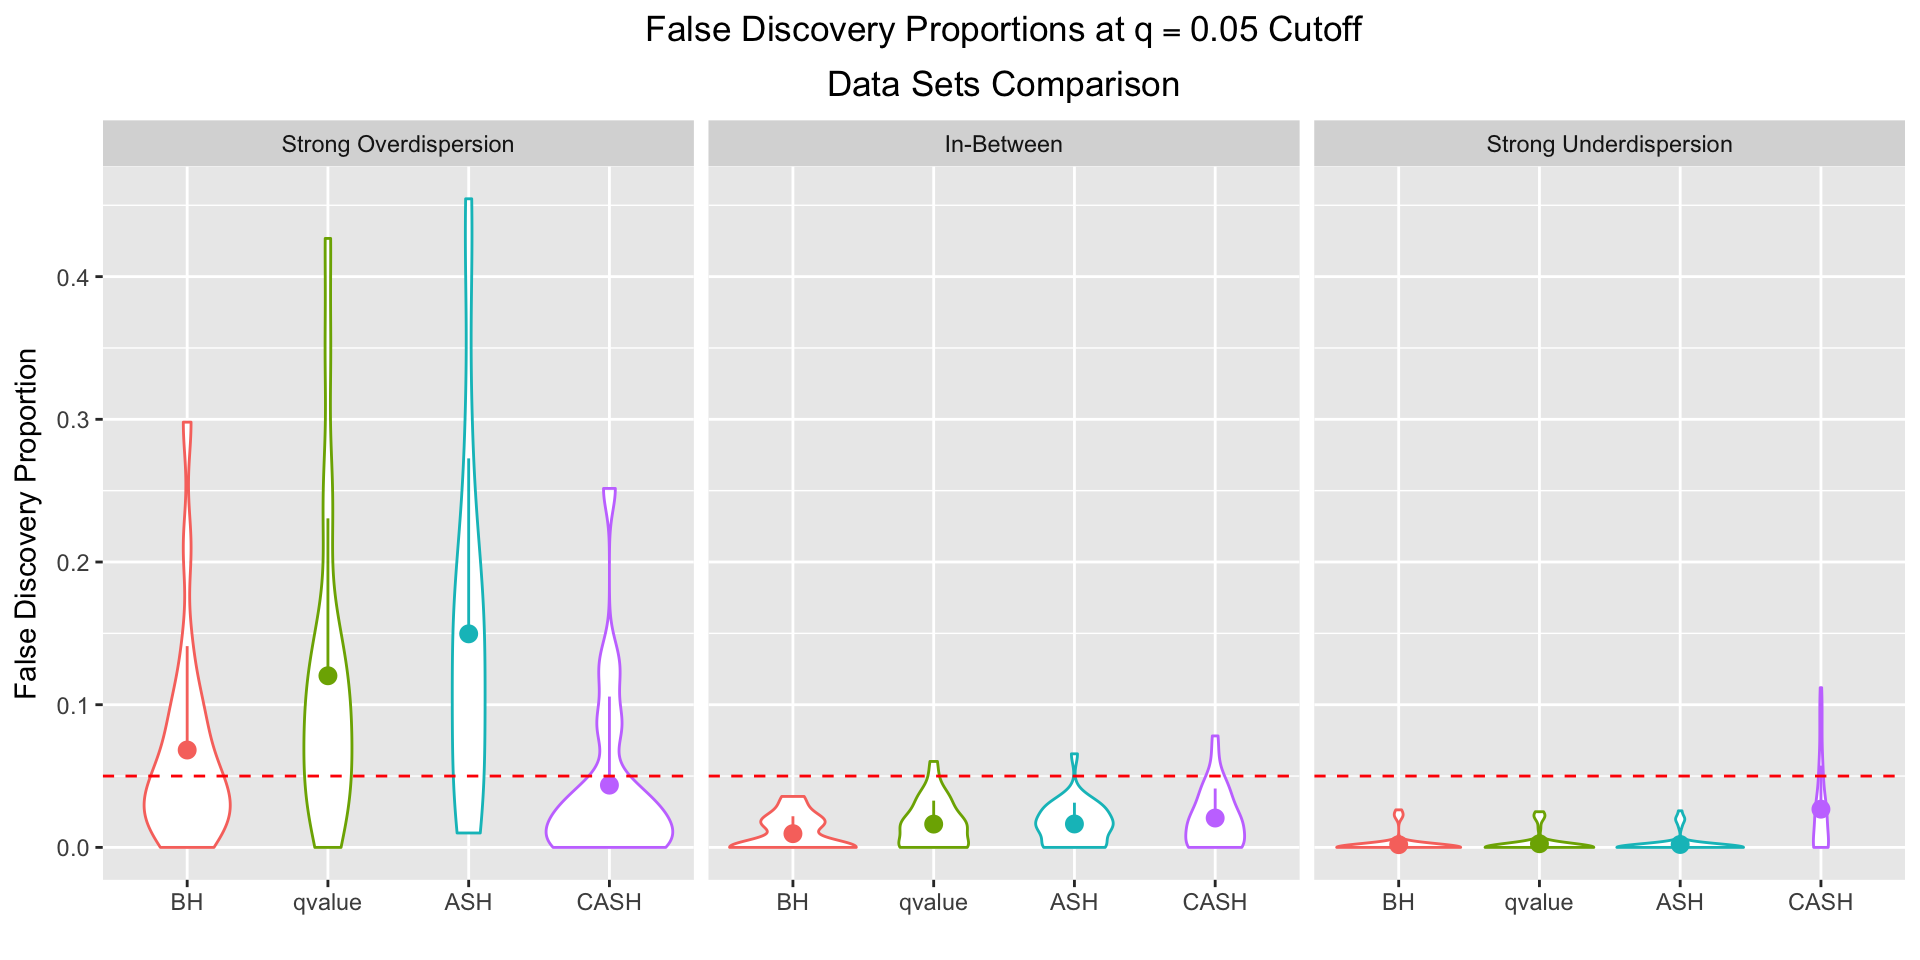 False Discovery Proportions at q = 0.05 Cutoff
Data Sets Comparison
Strong Overdispersion
In-Between
Strong Underdispersion
False Discovery Proportion
0.4
0.3
0.2
0.1
0.0
BH qvalue ASH CASH
BH qvalue ASH CASH
BH qvalue ASH CASH